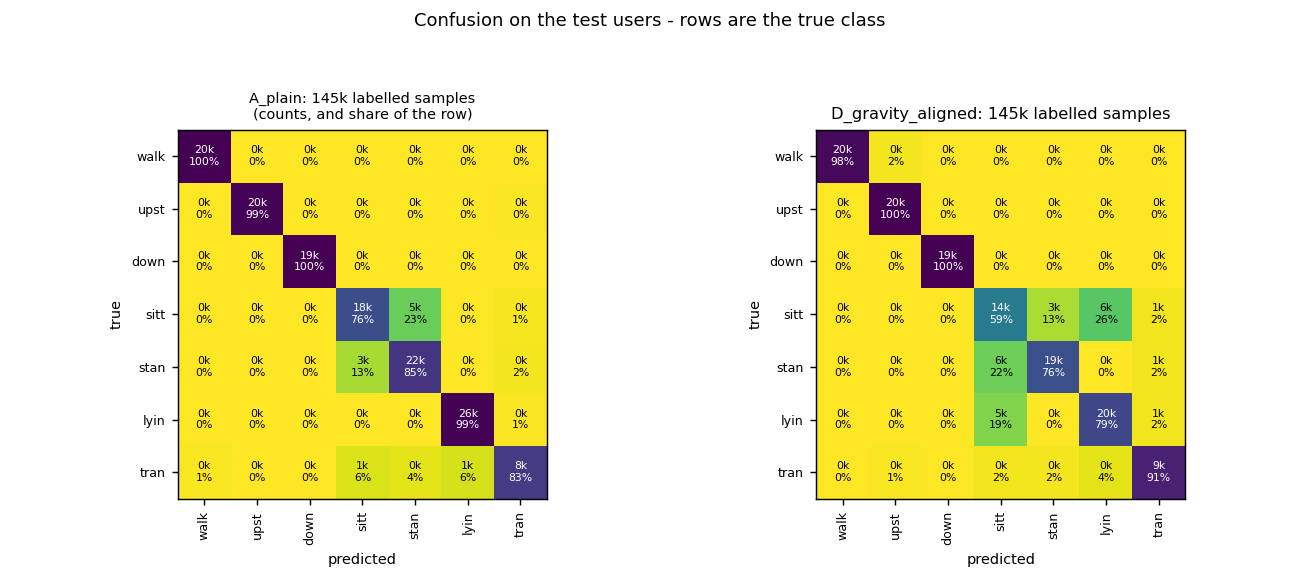 Confusion on the test users - rows are the true class
A_plain: 145k labelled samples
(counts, and share of the row)
true
walk 20k 0k 0k 0k 0k 0k 0k
100% 0% 0% 0% 0% 0% 0%
upst 0k 20k 0k 0k 0k 0k 0k
0% 99% 0% 0% 0% 0% 0%
down 0k 0k 19k 0k 0k 0k 0k
0% 0% 100% 0% 0% 0% 0%
sitt 0k 0k 0k 18k 5k 0k 0k
0% 0% 0% 76% 23% 0% 1%
stan 0k 0k 0k 3k 22k 0k 0k
0% 0% 0% 13% 85% 0% 2%
lyin 0k 0k 0k 0k 0k 26k 0k
0% 0% 0% 0% 0% 99% 1%
tran 0k 0k 0k 1k 0k 1k 8k
1% 0% 0% 6% 4% 6% 83%
walk upst down sitt stan lyin tran
predicted
D_gravity_aligned: 145k labelled samples
true
walk 20k 0k 0k 0k 0k 0k 0k
98% 2% 0% 0% 0% 0% 0%
upst 0k 20k 0k 0k 0k 0k 0k
0% 100% 0% 0% 0% 0% 0%
down 0k 0k 19k 0k 0k 0k 0k
0% 0% 100% 0% 0% 0% 0%
sitt 0k 0k 0k 14k 3k 6k 1k
0% 0% 0% 59% 13% 26% 2%
stan 0k 0k 0k 6k 19k 0k 1k
0% 0% 0% 22% 76% 0% 2%
lyin 0k 0k 0k 5k 0k 20k 1k
0% 0% 0% 19% 0% 79% 2%
tran 0k 0k 0k 0k 0k 0k 9k
0% 1% 0% 2% 2% 4% 91%
walk upst down sitt stan lyin tran
predicted